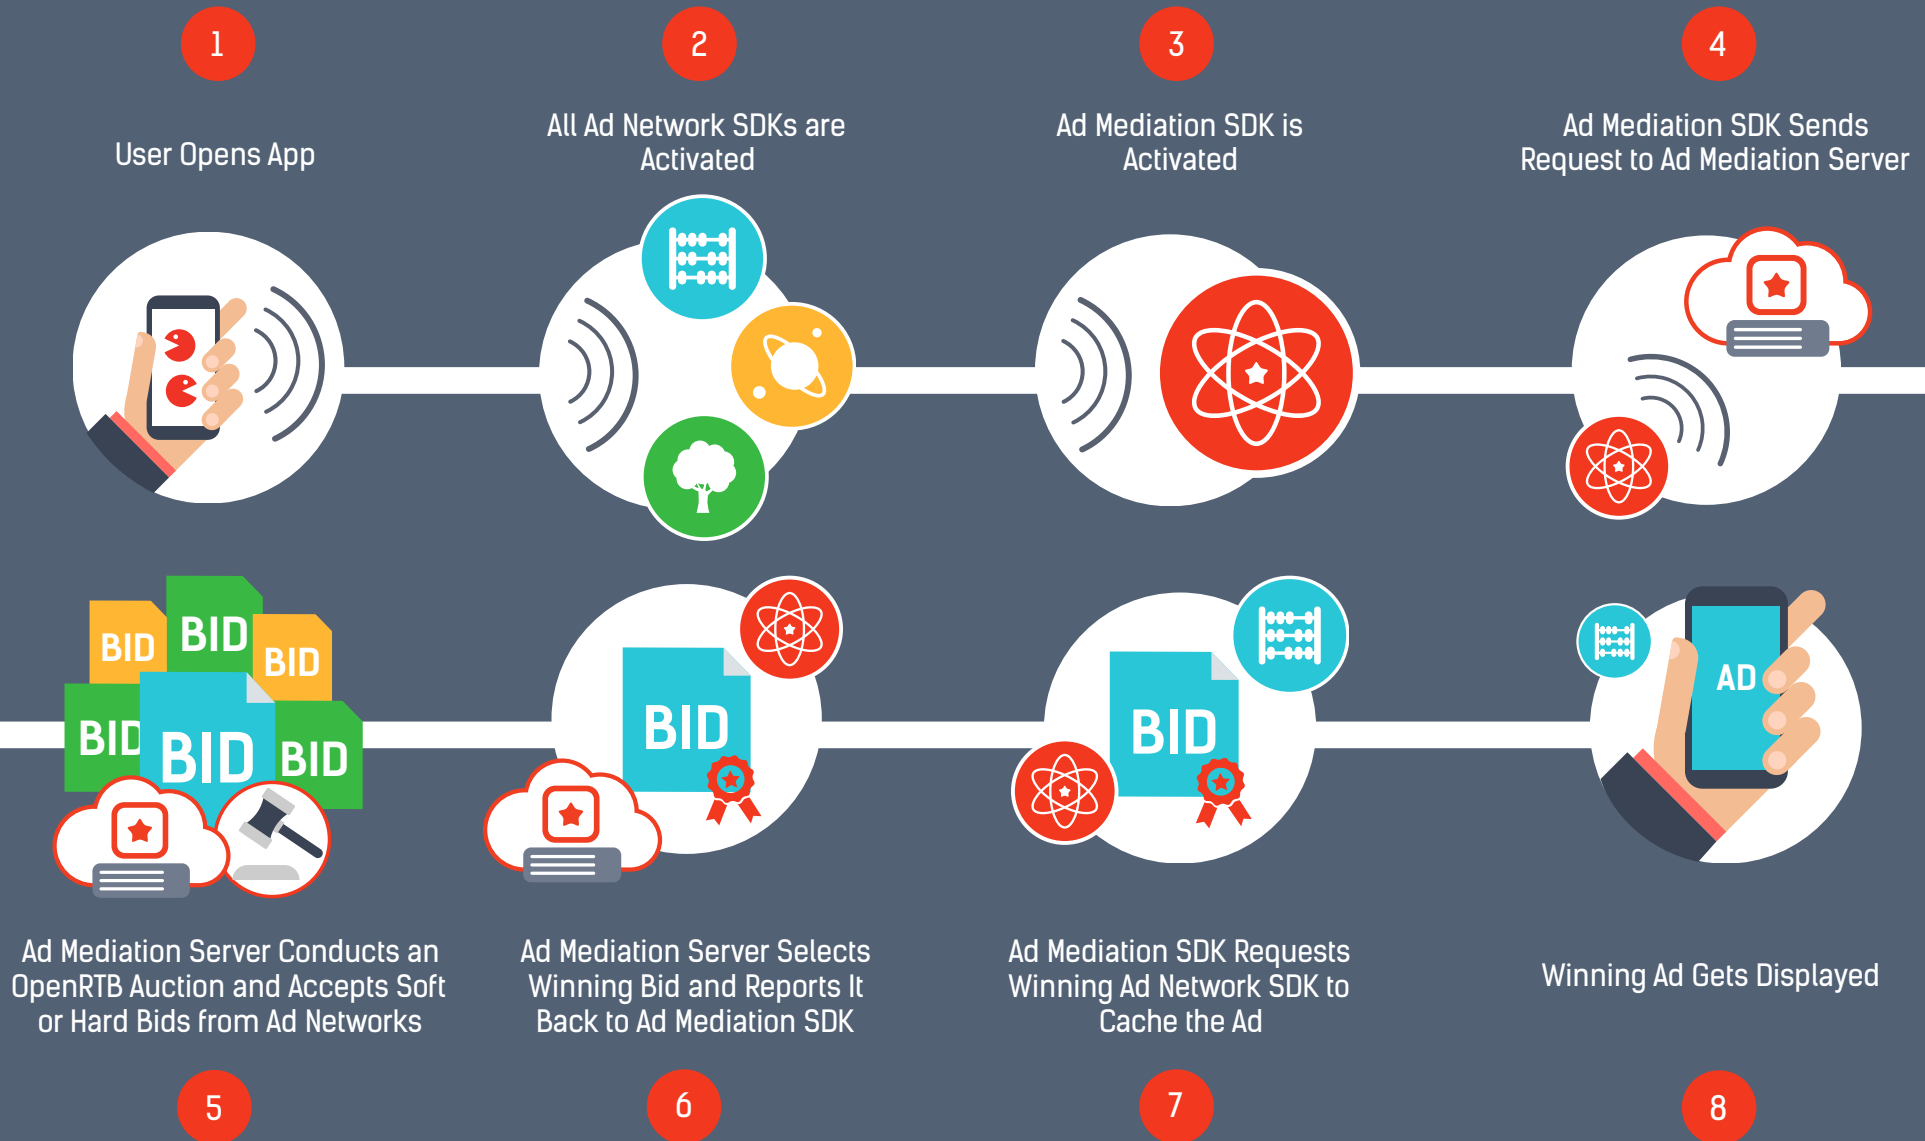 1
2
3
4
User Opens App
All Ad Network SDKs are
Activated
Ad Mediation SDK is
Activated
Ad Mediation SDK Sends
Request to Ad Mediation Server
BID
BID
BID
BID
BID
BID
BID
BID
AD
Ad Mediation Server Conducts an
OpenRTB Auction and Accepts Soft
or Hard Bids from Ad Networks
Ad Mediation Server Selects
Winning Bid and Reports It
Back to Ad Mediation SDK
Ad Mediation SDK Requests
Winning Ad Network SDK to
Cache the Ad
Winning Ad Gets Displayed
5
6
7
8